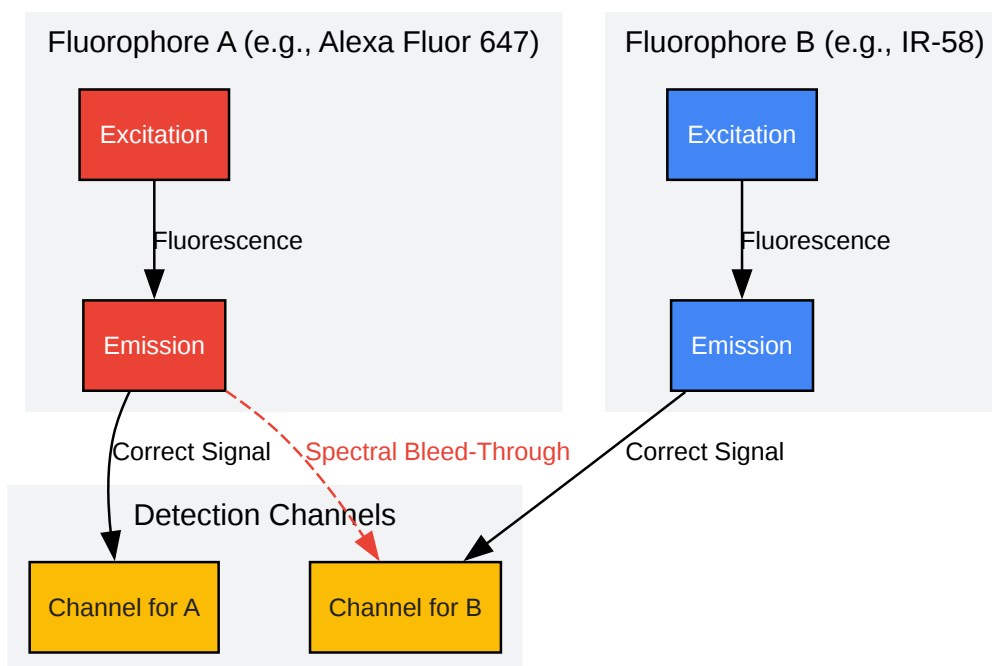 Fluorophore A (e.g., Alexa Fluor 647)
Fluorophore B (e.g., IR-58)
Excitation
Excitation
Fluorescence
Fluorescence
Emission
Emission
Correct Signal
Spectral Bleed-Through
Correct Signal
Detection Channels
Channel for A
Channel for B